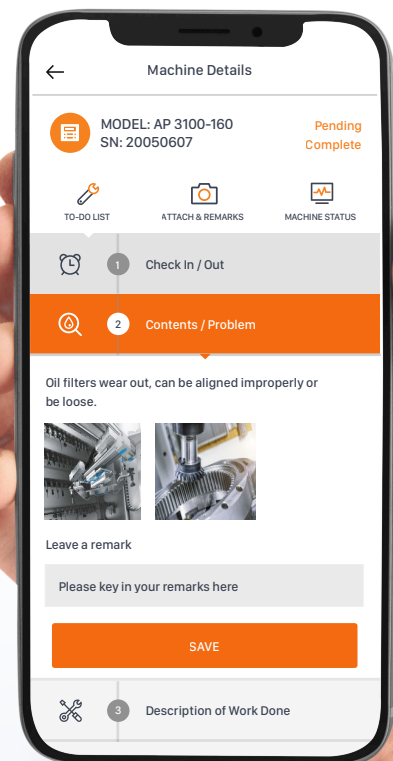 Machine Details
MODEL: AP 3100-160
SN: 20050607
Pending
Complete
TO-DO LIST
ATTACH & REMARKS
MACHINE STATUS
1
Check In / Out
2
Contents / Problem
Oil filters wear out, can be aligned improperly or
be loose.
Leave a remark
Please key in your remarks here
SAVE
3
Description of Work Done